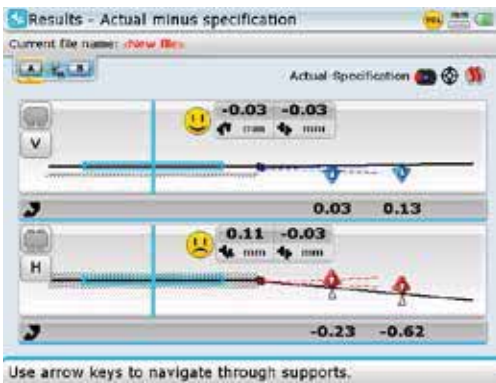 Results - Actual minus specification
Current file name: <New file>
A B
Actual-Specification
-0.03 -0.03
mm mm
V
0.03 0.13
0.11 -0.03
mm mm
H
-0.23 -0.62
Use arrow keys to navigate through supports.